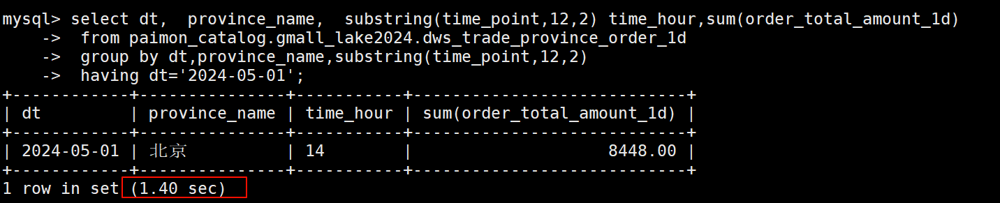 mysql> select dt,  province_name,  substring(time_point,12,2) time_hour,sum(order_total_amount_1d)
    ->  from paimon_catalog.gmall_lake2024.dws_trade_province_order_1d
    ->  group by dt,province_name,substring(time_point,12,2)
    ->  having dt='2024-05-01';
+------------+---------------+-----------+----------------------------+
| dt         | province_name | time_hour | sum(order_total_amount_1d) |
+------------+---------------+-----------+----------------------------+
| 2024-05-01 | 北京          | 14        |                    8448.00 |
+------------+---------------+-----------+----------------------------+
1 row in set (1.40 sec)